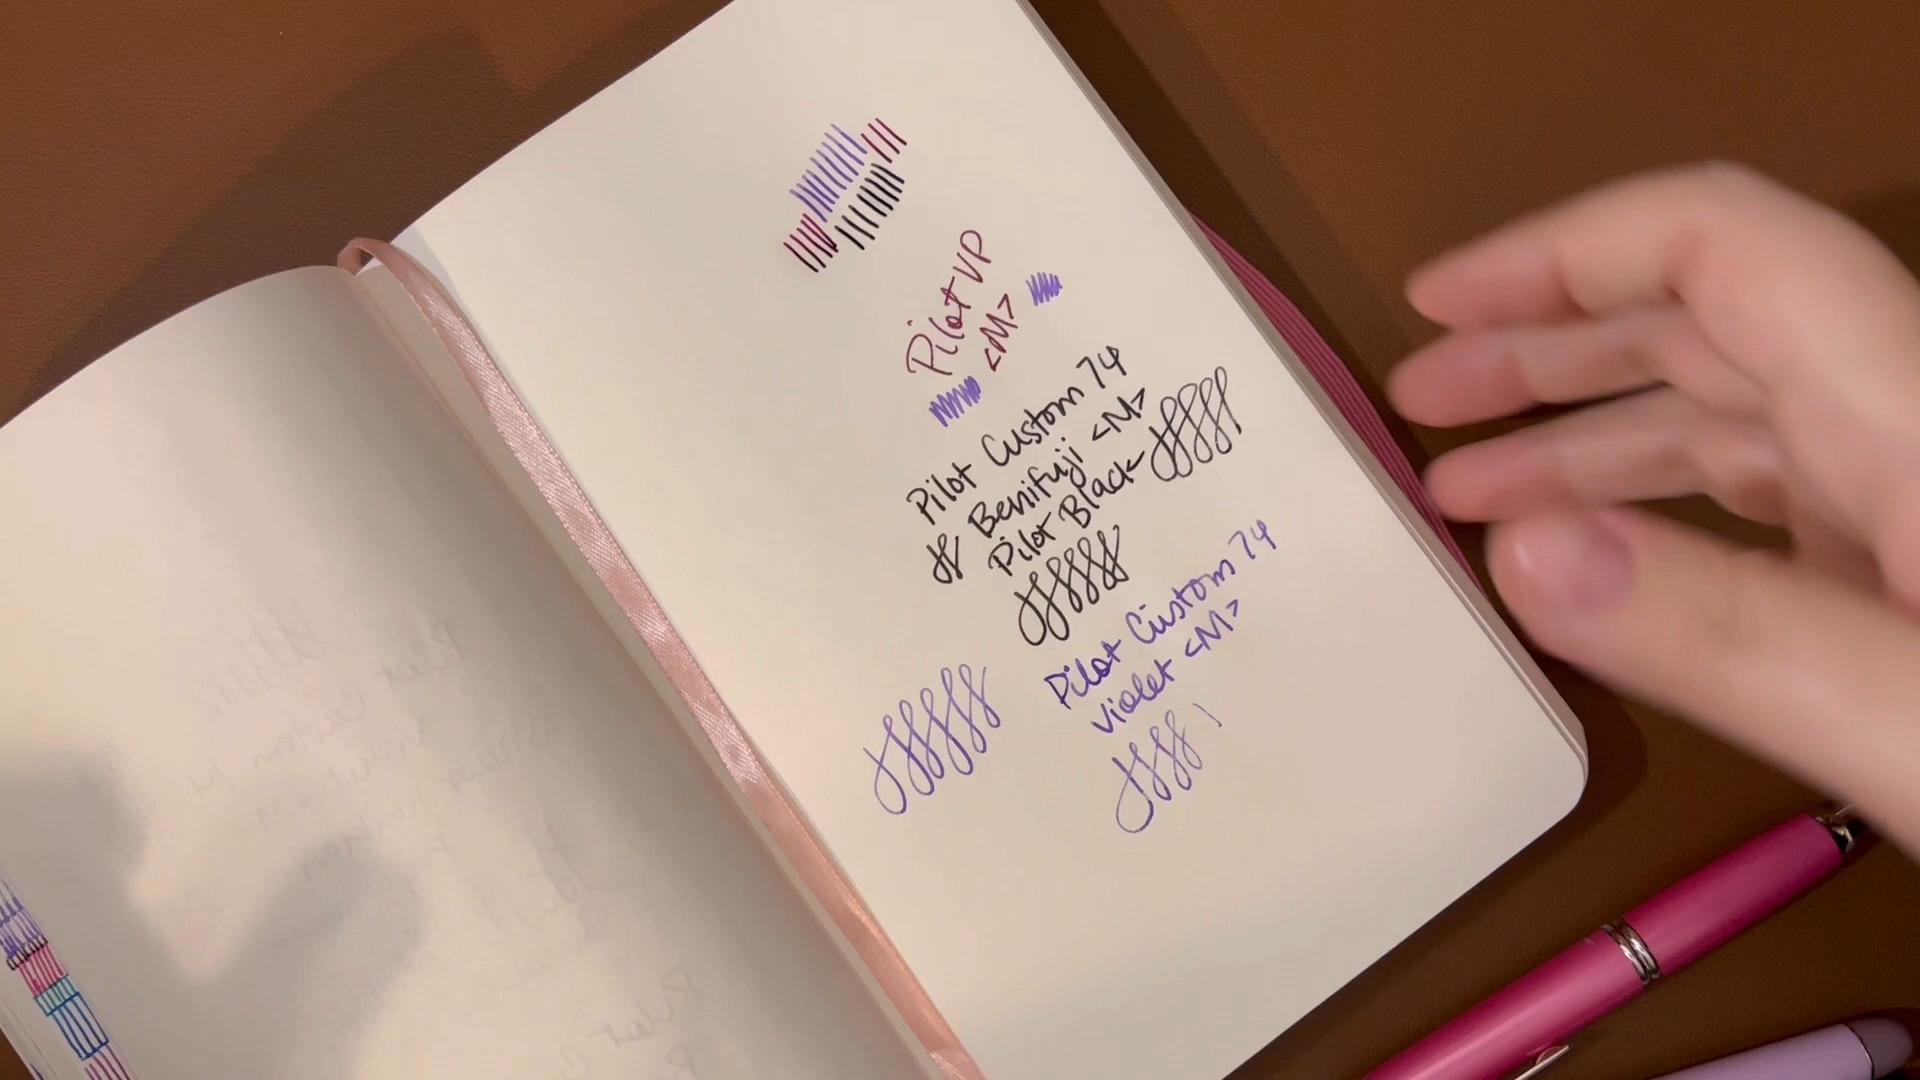 Pilot VP
<M>
Pilot Custom 74
Benifuji <M>
Pilot Black
Pilot Custom 74
violet <M>